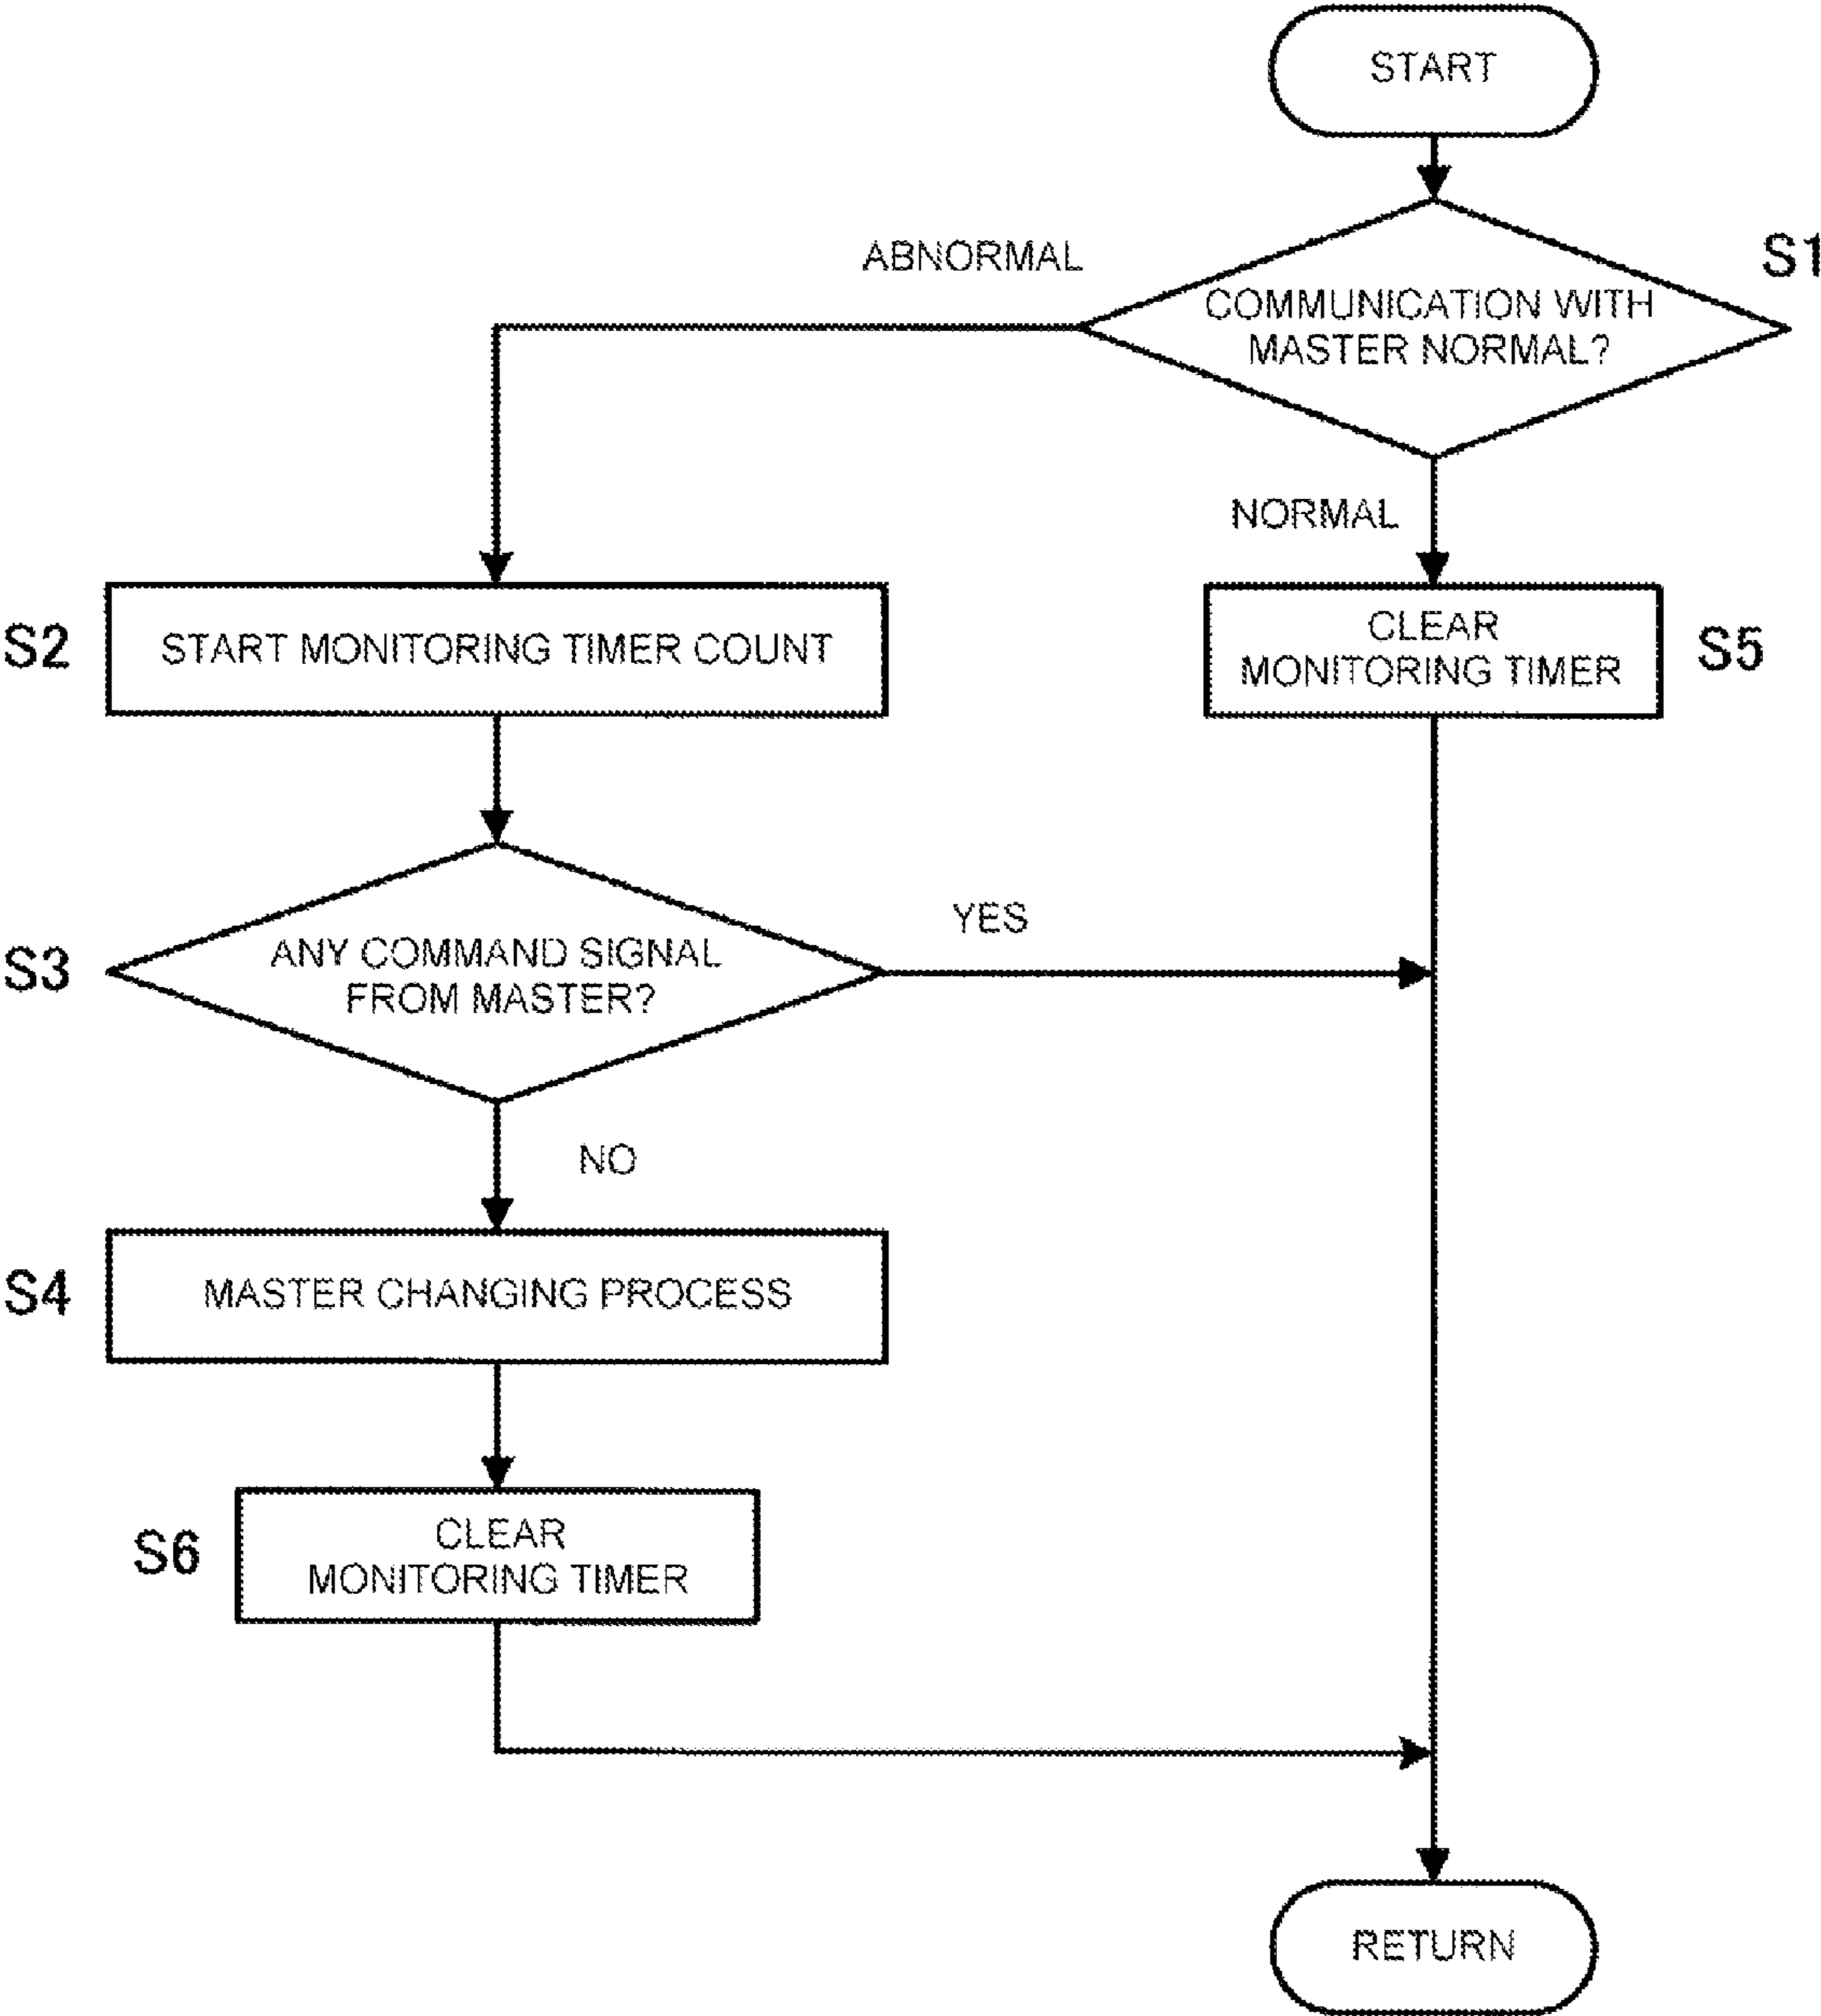 START
ABNORMAL
S1
COMMUNICATION WITH
MASTER NORMAL?
NORMAL
S2
START MONITORING TIMER COUNT
CLEAR
MONITORING TIMER
S5
S3
ANY COMMAND SIGNAL
FROM MASTER?
YES
NO
S4
MASTER CHANGING PROCESS
S6
CLEAR
MONITORING TIMER
RETURN